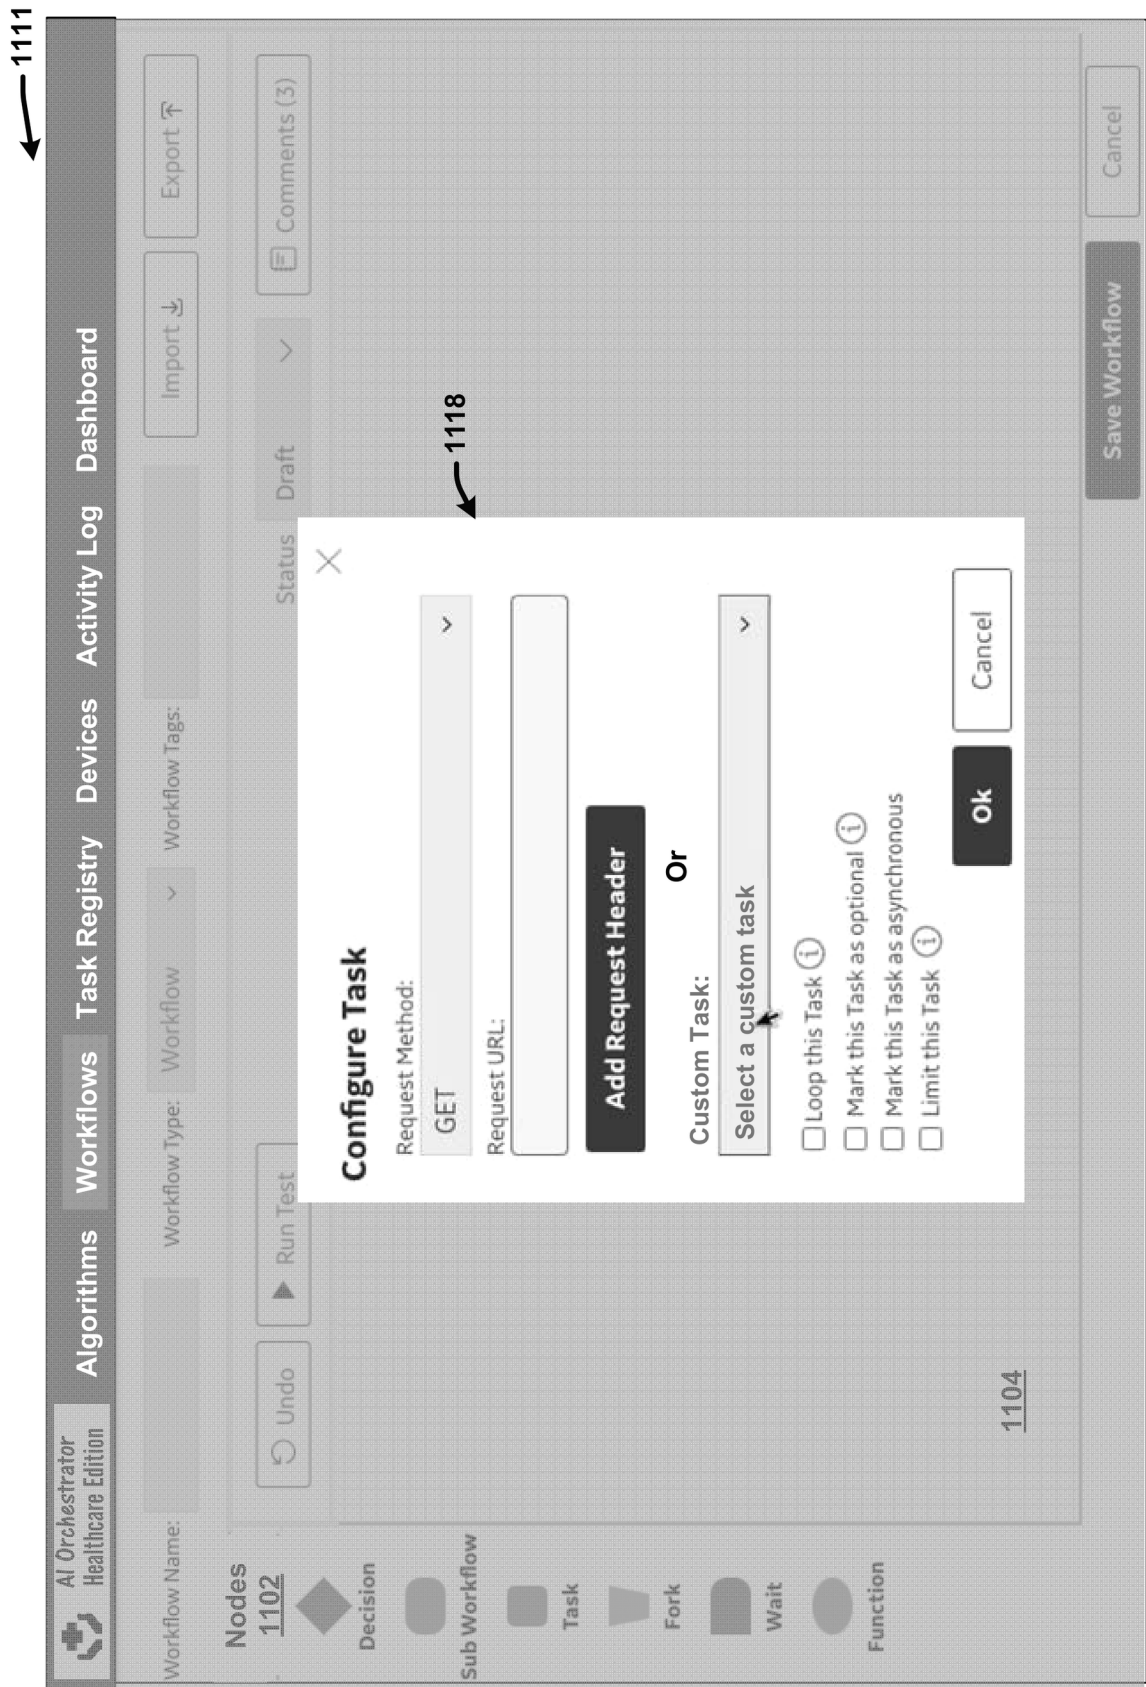 1111
AI Orchestrator
Healthcare Edition
Algorithms Workflows Task Registry Devices Activity Log Dashboard
Workflow Name: Workflow Type: Workflow Workflow Tags: Import Export
Undo Run Test Status Draft Comments (3)
Nodes
1102
Decision
Sub Workflow
Task
Fork
Wait
Function
1104
1118
Configure Task
Request Method:
GET
Request URL:
Add Request Header
Or
Custom Task:
Select a custom task
Loop this Task i
Mark this Task as optional i
Mark this Task as asynchronous
Limit this Task i
Ok Cancel
Save Workflow Cancel